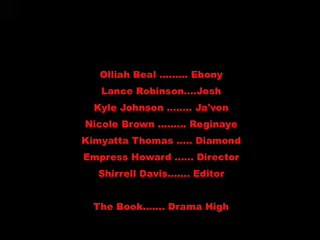 Olliah Beal ......... Ebony
Lance Robinson....Josh
Kyle Johnson ........ Ja'von
Nicole Brown ......... Reginaye
Kimyatta Thomas ..... Diamond
Empress Howard ...... Director
Shirrell Davis....... Editor
The Book....... Drama High